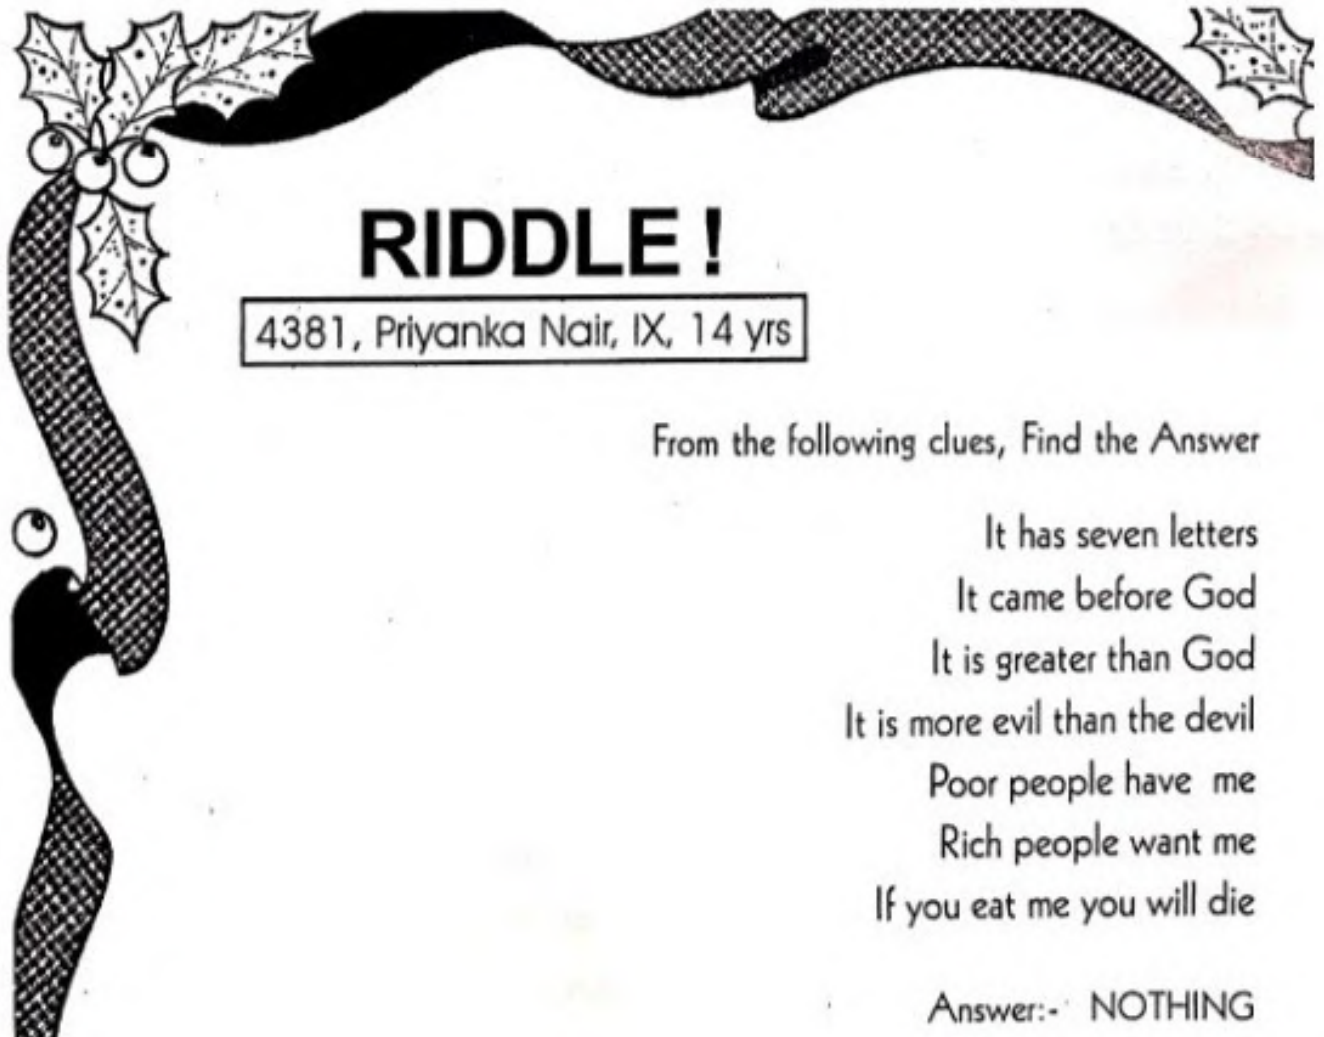 RIDDLE !
4381, Priyanka Nair, IX, 14 yrs
From the following clues, Find the Answer
It has seven letters
It came before God
It is greater than God
It is more evil than the devil
Poor people have me
Rich people want me
If you eat me you will die
Answer:- NOTHING